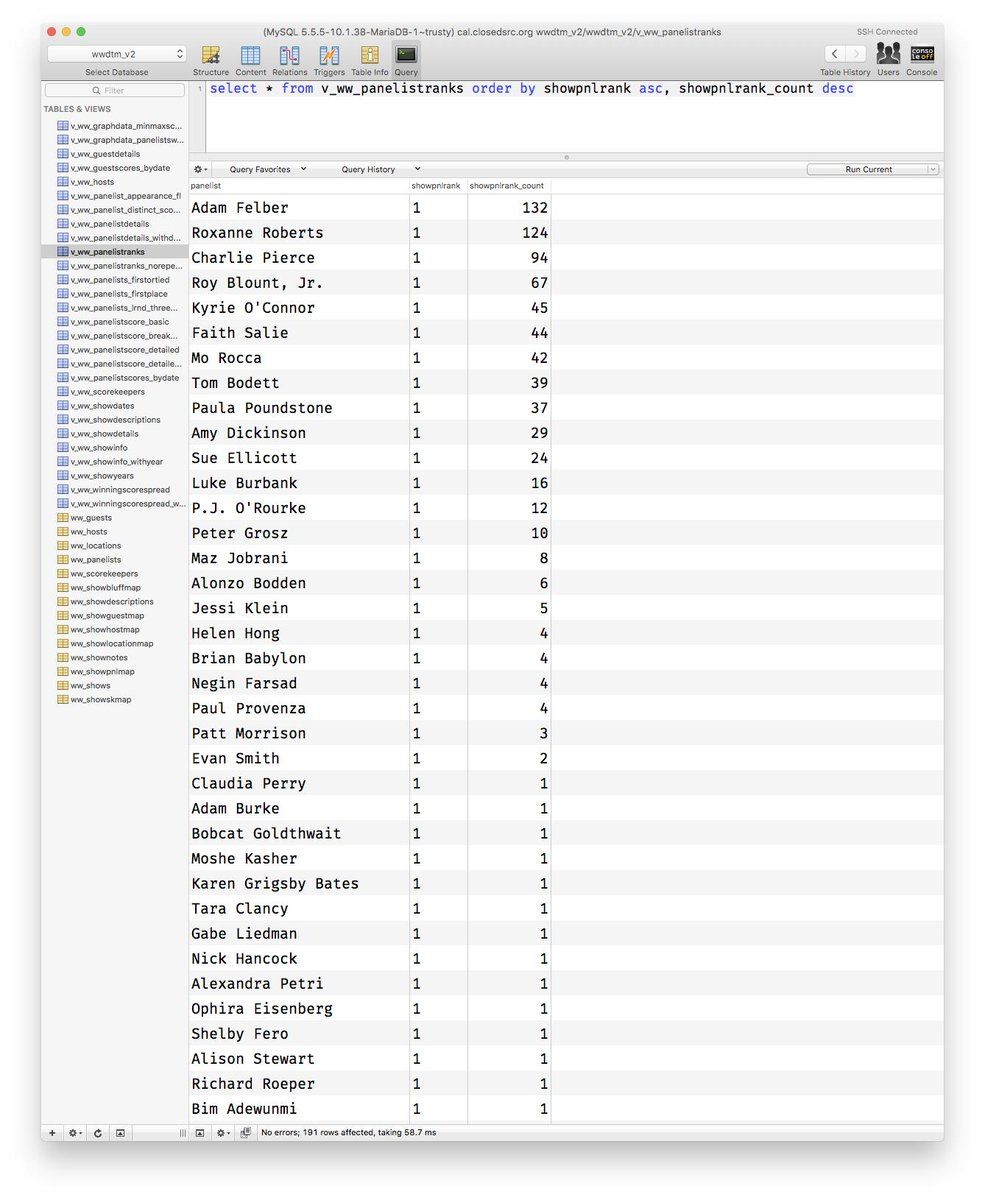 (MySQL 5.5.5-10.1.38-MariaDB-1~trusty) cal.closedsrc.org wwdtm_v2/wwdtm_v2/v_ww_panelistranks
SSH Connected
wwdtm_v2
Select Database
Structure Content Relations Triggers Table Info Query
Table History Users Console
conso
le off
Filter
TABLES & VIEWS
v_ww_graphdata_minmaxsc...
v_ww_graphdata_panelistsw...
v_ww_guestdetails
v_ww_guestscores_bydate
v_ww_hosts
v_ww_panelist_appearance_fl
v_ww_panelist_distinct_sco...
v_ww_panelistdetails
v_ww_panelistdetails_withd...
v_ww_panelistranks
v_ww_panelistranks_norepe...
v_ww_panelists_firstortied
v_ww_panelists_firstplace
v_ww_panelists_lrnd_three...
v_ww_panelistscore_basic
v_ww_panelistscore_break...
v_ww_panelistscore_detailed
v_ww_panelistscore_detaile...
v_ww_panelistscores_bydate
v_ww_scorekeepers
v_ww_showdates
v_ww_showdescriptions
v_ww_showdetails
v_ww_showinfo
v_ww_showinfo_withyear
v_ww_showyears
v_ww_winningscorespread
v_ww_winningscorespread_w...
ww_guests
ww_hosts
ww_locations
ww_panelists
ww_scorekeepers
ww_showbluffmap
ww_showdescriptions
ww_showguestmap
ww_showhostmap
ww_showlocationmap
ww_shownotes
ww_showpnlmap
ww_shows
ww_showskmap
1 select * from v_ww_panelistranks order by showpnlrank asc, showpnlrank_count desc
Query Favorites Query History Run Current
panelist showpnlrank showpnlrank_count
Adam Felber 1 132
Roxanne Roberts 1 124
Charlie Pierce 1 94
Roy Blount, Jr. 1 67
Kyrie O'Connor 1 45
Faith Salie 1 44
Mo Rocca 1 42
Tom Bodett 1 39
Paula Poundstone 1 37
Amy Dickinson 1 29
Sue Ellicott 1 24
Luke Burbank 1 16
P.J. O'Rourke 1 12
Peter Grosz 1 10
Maz Jobrani 1 8
Alonzo Bodden 1 6
Jessi Klein 1 5
Helen Hong 1 4
Brian Babylon 1 4
Negin Farsad 1 4
Paul Provenza 1 4
Patt Morrison 1 3
Evan Smith 1 2
Claudia Perry 1 1
Adam Burke 1 1
Bobcat Goldthwait 1 1
Moshe Kasher 1 1
Karen Grigsby Bates 1 1
Tara Clancy 1 1
Gabe Liedman 1 1
Nick Hancock 1 1
Alexandra Petri 1 1
Ophira Eisenberg 1 1
Shelby Fero 1 1
Alison Stewart 1 1
Richard Roeper 1 1
Bim Adewunmi 1 1
No errors; 191 rows affected, taking 58.7 ms